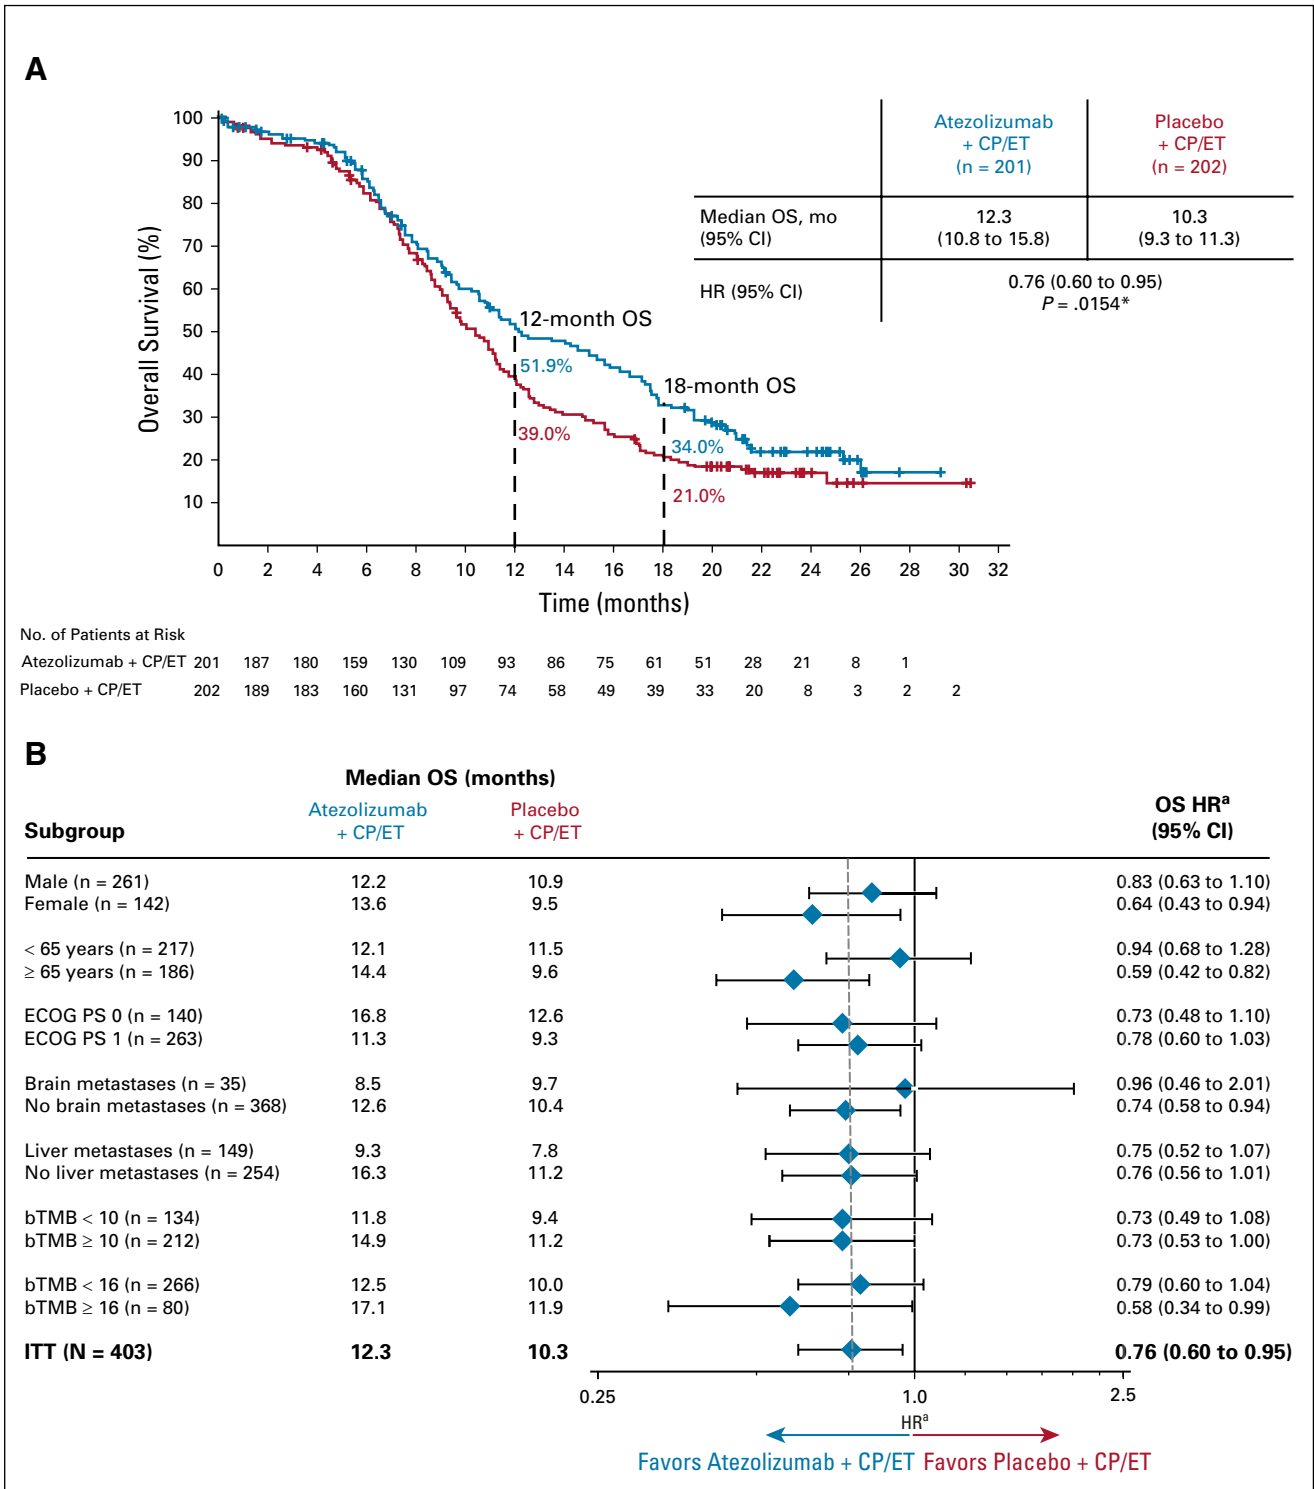 A
Atezolizumab + CP/ET (n = 201)
Placebo + CP/ET (n = 202)
Median OS, mo (95% CI)
12.3 (10.8 to 15.8)
10.3 (9.3 to 11.3)
HR (95% CI)
0.76 (0.60 to 0.95)
P = .0154*
Overall Survival (%)
100
90
80
70
60
50
40
30
20
10
12-month OS
51.9%
39.0%
18-month OS
34.0%
21.0%
0 2 4 6 8 10 12 14 16 18 20 22 24 26 28 30 32
Time (months)
No. of Patients at Risk
Atezolizumab + CP/ET 201 187 180 159 130 109 93 86 75 61 51 28 21 8 1
Placebo + CP/ET 202 189 183 160 131 97 74 58 49 39 33 20 8 3 2 2
B
Median OS (months)
Subgroup
Atezolizumab + CP/ET
Placebo + CP/ET
OS HRa (95% CI)
Male (n = 261) 12.2 10.9 0.83 (0.63 to 1.10)
Female (n = 142) 13.6 9.5 0.64 (0.43 to 0.94)
< 65 years (n = 217) 12.1 11.5 0.94 (0.68 to 1.28)
≥ 65 years (n = 186) 14.4 9.6 0.59 (0.42 to 0.82)
ECOG PS 0 (n = 140) 16.8 12.6 0.73 (0.48 to 1.10)
ECOG PS 1 (n = 263) 11.3 9.3 0.78 (0.60 to 1.03)
Brain metastases (n = 35) 8.5 9.7 0.96 (0.46 to 2.01)
No brain metastases (n = 368) 12.6 10.4 0.74 (0.58 to 0.94)
Liver metastases (n = 149) 9.3 7.8 0.75 (0.52 to 1.07)
No liver metastases (n = 254) 16.3 11.2 0.76 (0.56 to 1.01)
bTMB < 10 (n = 134) 11.8 9.4 0.73 (0.49 to 1.08)
bTMB ≥ 10 (n = 212) 14.9 11.2 0.73 (0.53 to 1.00)
bTMB < 16 (n = 266) 12.5 10.0 0.79 (0.60 to 1.04)
bTMB ≥ 16 (n = 80) 17.1 11.9 0.58 (0.34 to 0.99)
ITT (N = 403) 12.3 10.3 0.76 (0.60 to 0.95)
0.25 1.0 2.5
HRa
Favors Atezolizumab + CP/ET Favors Placebo + CP/ET